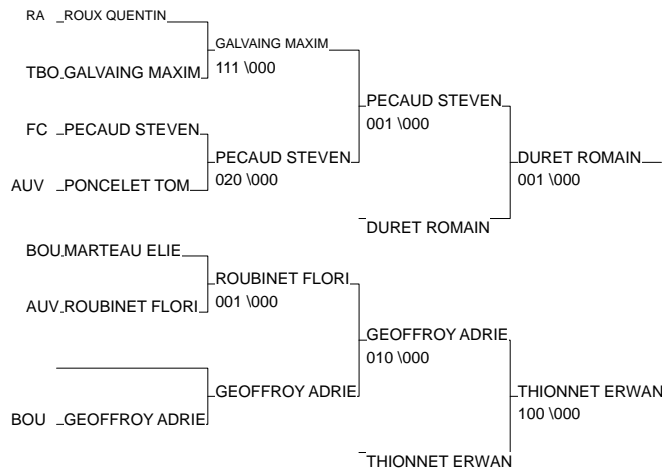 RA ROUX QUENTIN
GALVAING MAXIM
111 \000
TBO GALVAING MAXIM
PECAUD STEVEN
001 \000
FC PECAUD STEVEN
PECAUD STEVEN
020 \000
DURET ROMAIN
001 \000
AUV PONCELET TOM
DURET ROMAIN
BOU MARTEAU ELIE
ROUBINET FLORI
001 \000
AUV ROUBINET FLORI
GEOFFROY ADRIE
010 \000
GEOFFROY ADRIE
THIONNET ERWAN
100 \000
BOU GEOFFROY ADRIE
THIONNET ERWAN